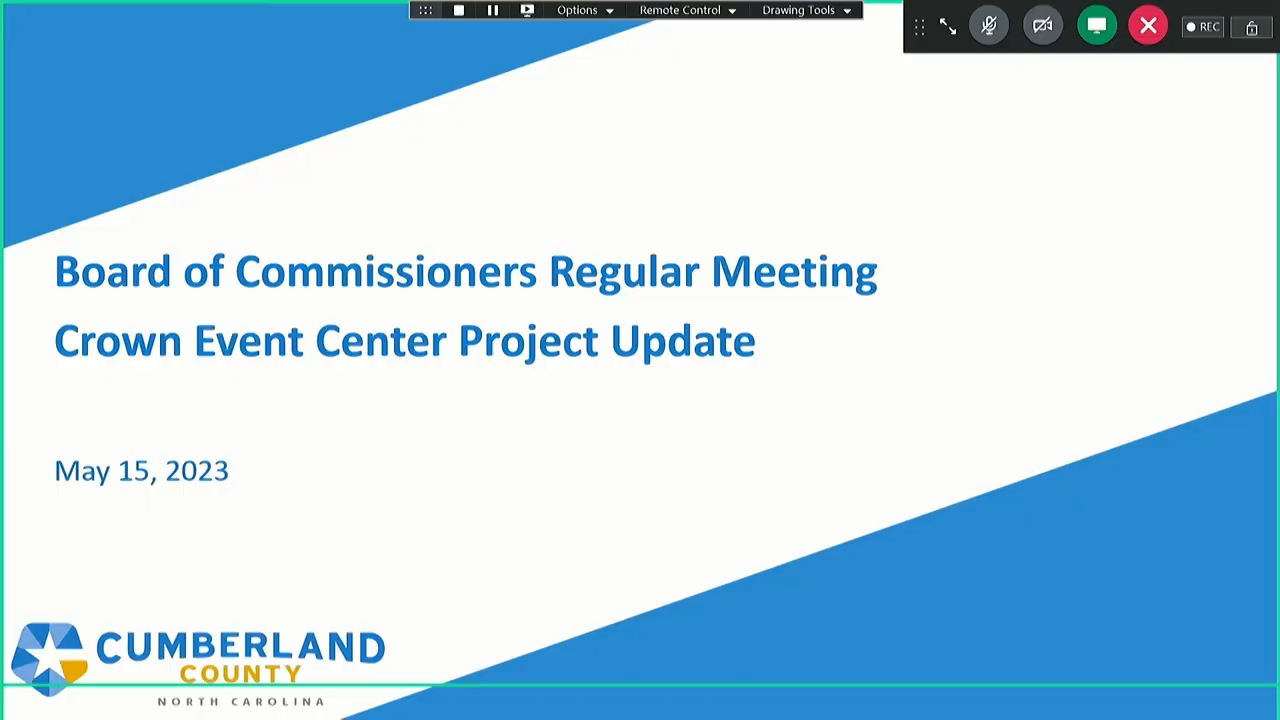 Options
Remote Control
Drawing Tools
REC
Board of Commissioners Regular Meeting
Crown Event Center Project Update
May 15, 2023
CUMBERLAND
COUNTY
NORTH CAROLINA